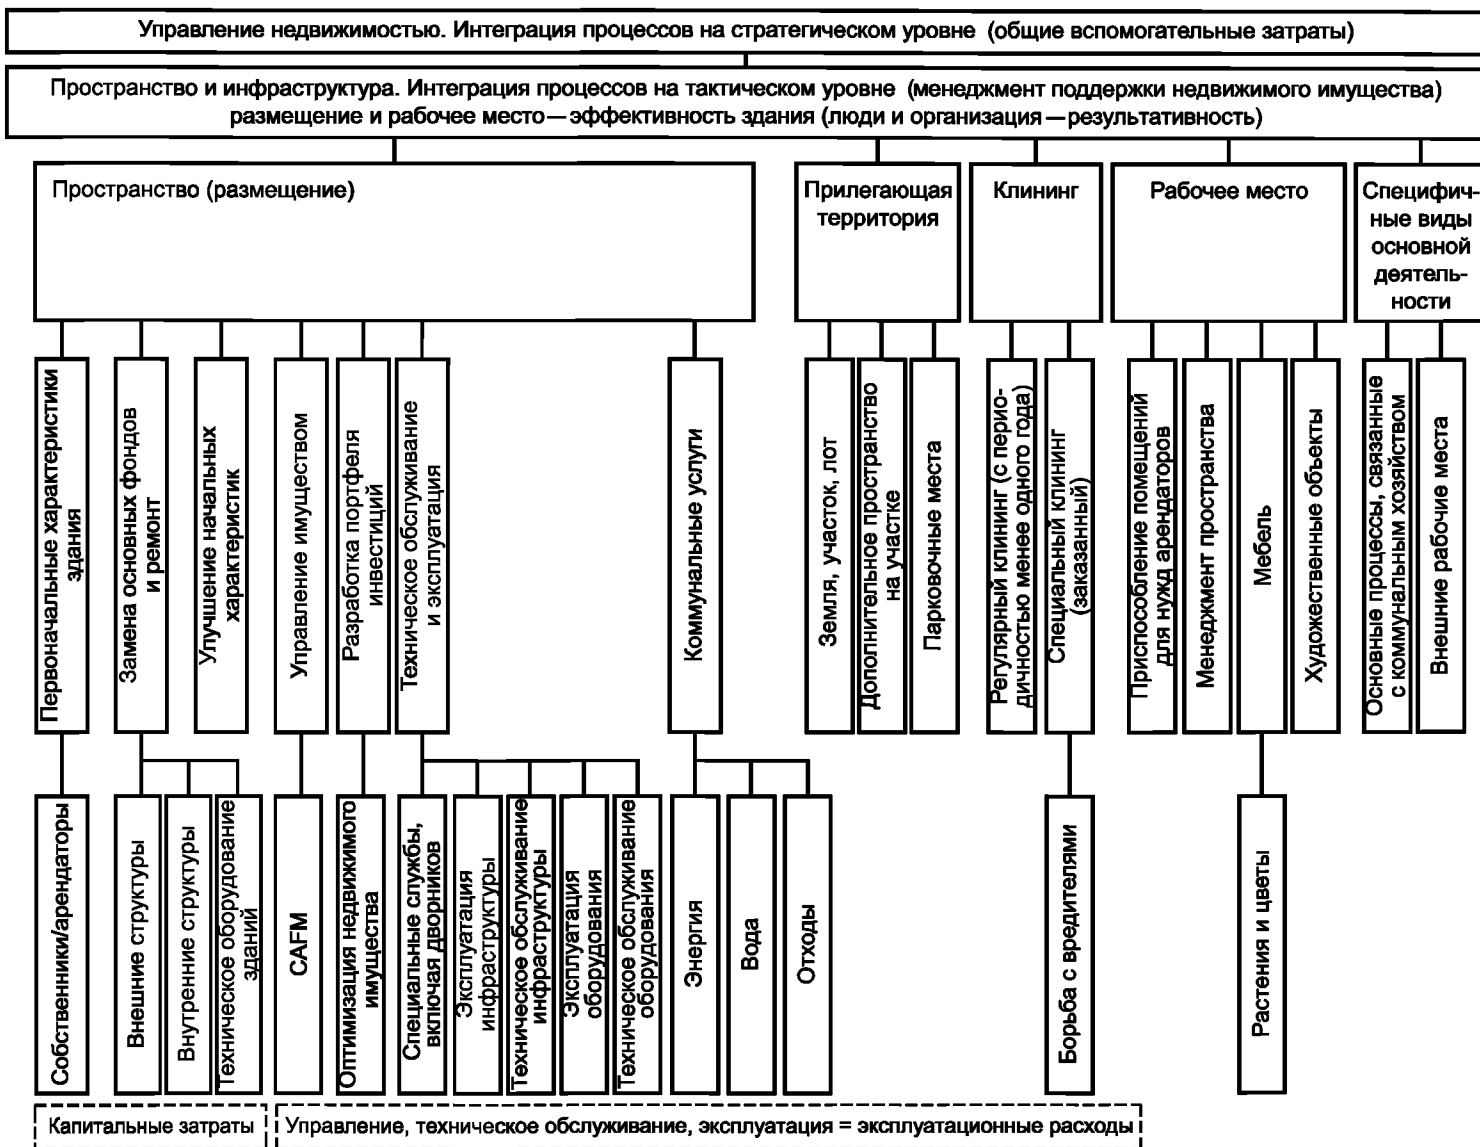 Управление недвижимостью. Интеграция процессов на стратегическом уровне (общие вспомогательные затраты)
Пространство и инфраструктура. Интеграция процессов на тактическом уровне (менеджмент поддержки недвижимого имущества)
размещение и рабочее место—эффективность здания (люди и организация—результативность)
Пространство (размещение)
Прилегающая
территория
Клининг
Рабочее место
Специфич-
ные виды
основной
деятель-
ности
Первоначальные характеристики
здания
Замена основных фондов
и ремонт
Улучшение начальных
характеристик
Управление имуществом
Разработка портфеля
инвестиций
Техническое обслуживание
и эксплуатация
Коммунальные услуги
Земля, участок, лот
Дополнительное пространство
на участке
Парковочные места
Регулярный клининг (с перио-
дичностью менее одного года)
Специальный клининг
(заказанный)
Приспособление помещений
для нужд арендаторов
Менеджмент пространства
Мебель
Художественные объекты
Основные процессы, связанные
с коммунальным хозяйством
Внешние рабочие места
Собственники/арендаторы
Внешние структуры
Внутренние структуры
Техническое оборудование
зданий
CAFM
Оптимизация недвижимого
имущества
Специальные службы,
включая дворников
Эксплуатация
инфраструктуры
Техническое обслуживание
инфраструктуры
Эксплуатация
оборудования
Техническое обслуживание
оборудования
Энергия
Вода
Отходы
Борьба с вредителями
Растения и цветы
Капитальные затраты
Управление, техническое обслуживание, эксплуатация = эксплуатационные расходы